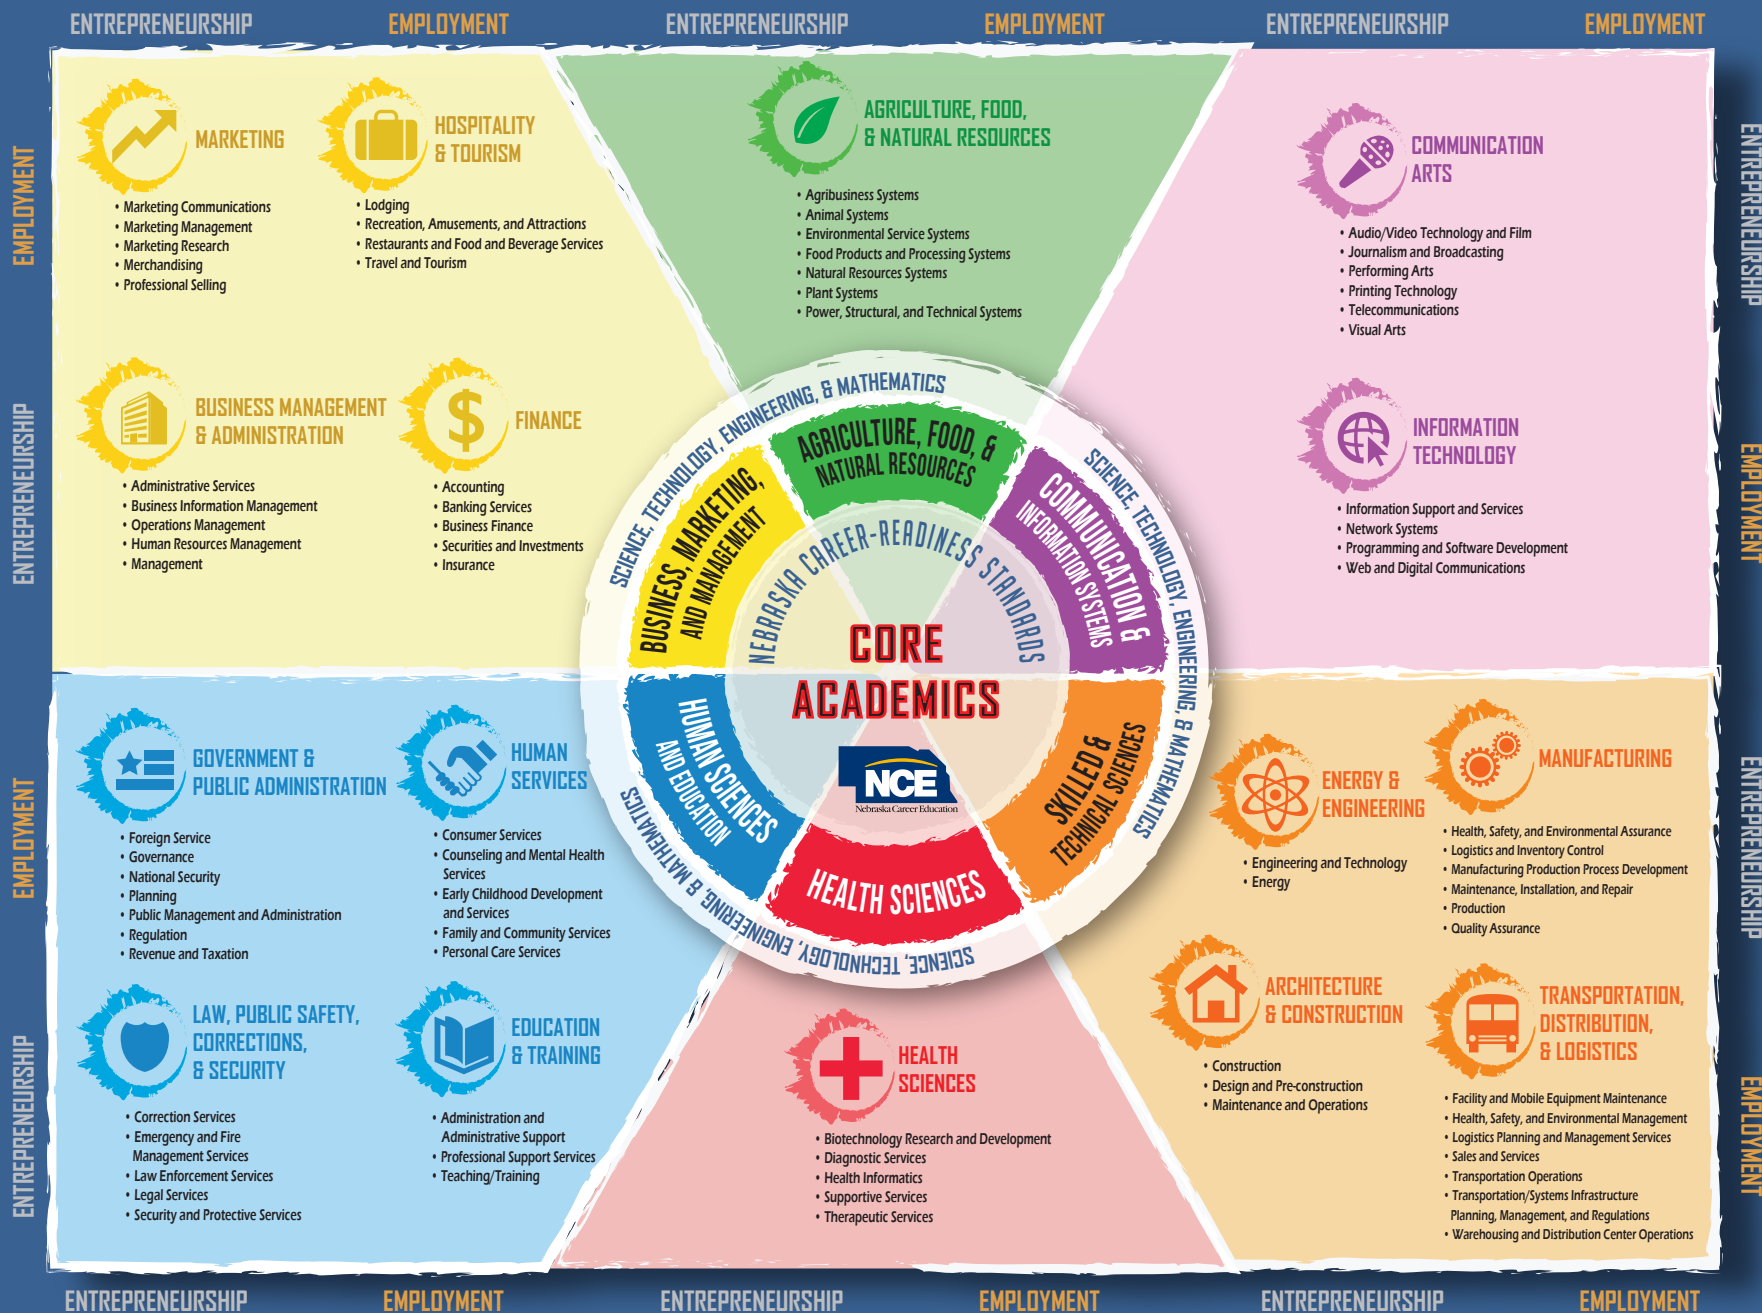 ENTREPRENEURSHIP
EMPLOYMENT
ENTREPRENEURSHIP
EMPLOYMENT
ENTREPRENEURSHIP
EMPLOYMENT
EMPLOYMENT
ENTREPRENEURSHIP
EMPLOYMENT
ENTREPRENEURSHIP
MARKETING
• Marketing Communications
• Marketing Management
• Marketing Research
• Merchandising
• Professional Selling
HOSPITALITY
& TOURISM
• Lodging
• Recreation, Amusements, and Attractions
• Restaurants and Food and Beverage Services
• Travel and Tourism
BUSINESS MANAGEMENT
& ADMINISTRATION
• Administrative Services
• Business Information Management
• Operations Management
• Human Resources Management
• Management
$
FINANCE
• Accounting
• Banking Services
• Business Finance
• Securities and Investments
• Insurance
AGRICULTURE, FOOD,
& NATURAL RESOURCES
• Agribusiness Systems
• Animal Systems
• Environmental Service Systems
• Food Products and Processing Systems
• Natural Resources Systems
• Plant Systems
• Power, Structural, and Technical Systems
COMMUNICATION
ARTS
• Audio/Video Technology and Film
• Journalism and Broadcasting
• Performing Arts
• Printing Technology
• Telecommunications
• Visual Arts
INFORMATION
TECHNOLOGY
• Information Support and Services
• Network Systems
• Programming and Software Development
• Web and Digital Communications
SCIENCE, TECHNOLOGY, ENGINEERING, & MATHEMATICS
SCIENCE, TECHNOLOGY, ENGINEERING, & MATHEMATICS
SCIENCE, TECHNOLOGY, ENGINEERING, & MATHEMATICS
AGRICULTURE, FOOD, &
NATURAL RESOURCES
BUSINESS, MARKETING,
AND MANAGEMENT
COMMUNICATION &
INFORMATION SYSTEMS
NEBRASKA CAREER-READINESS STANDARDS
CORE
ACADEMICS
NCE
Nebraska Career Education
HUMAN SCIENCES
AND EDUCATION
SKILLED &
TECHNICAL SCIENCES
HEALTH SCIENCES
GOVERNMENT &
PUBLIC ADMINISTRATION
• Foreign Service
• Governance
• National Security
• Planning
• Public Management and Administration
• Regulation
• Revenue and Taxation
HUMAN
SERVICES
• Consumer Services
• Counseling and Mental Health
Services
• Early Childhood Development
and Services
• Family and Community Services
• Personal Care Services
LAW, PUBLIC SAFETY,
CORRECTIONS,
& SECURITY
• Correction Services
• Emergency and Fire
Management Services
• Law Enforcement Services
• Legal Services
• Security and Protective Services
EDUCATION
& TRAINING
• Administration and
Administrative Support
• Professional Support Services
• Teaching/Training
HEALTH
SCIENCES
• Biotechnology Research and Development
• Diagnostic Services
• Health Informatics
• Supportive Services
• Therapeutic Services
ENERGY &
ENGINEERING
• Engineering and Technology
• Energy
MANUFACTURING
• Health, Safety, and Environmental Assurance
• Logistics and Inventory Control
• Manufacturing Production Process Development
• Maintenance, Installation, and Repair
• Production
• Quality Assurance
ARCHITECTURE
& CONSTRUCTION
• Construction
• Design and Pre-construction
• Maintenance and Operations
TRANSPORTATION,
DISTRIBUTION,
& LOGISTICS
• Facility and Mobile Equipment Maintenance
• Health, Safety, and Environmental Management
• Logistics Planning and Management Services
• Sales and Services
• Transportation Operations
• Transportation/Systems Infrastructure
Planning, Management, and Regulations
• Warehousing and Distribution Center Operations
ENTREPRENEURSHIP
EMPLOYMENT
ENTREPRENEURSHIP
EMPLOYMENT
ENTREPRENEURSHIP
EMPLOYMENT
ENTREPRENEURSHIP
EMPLOYMENT
ENTREPRENEURSHIP
EMPLOYMENT